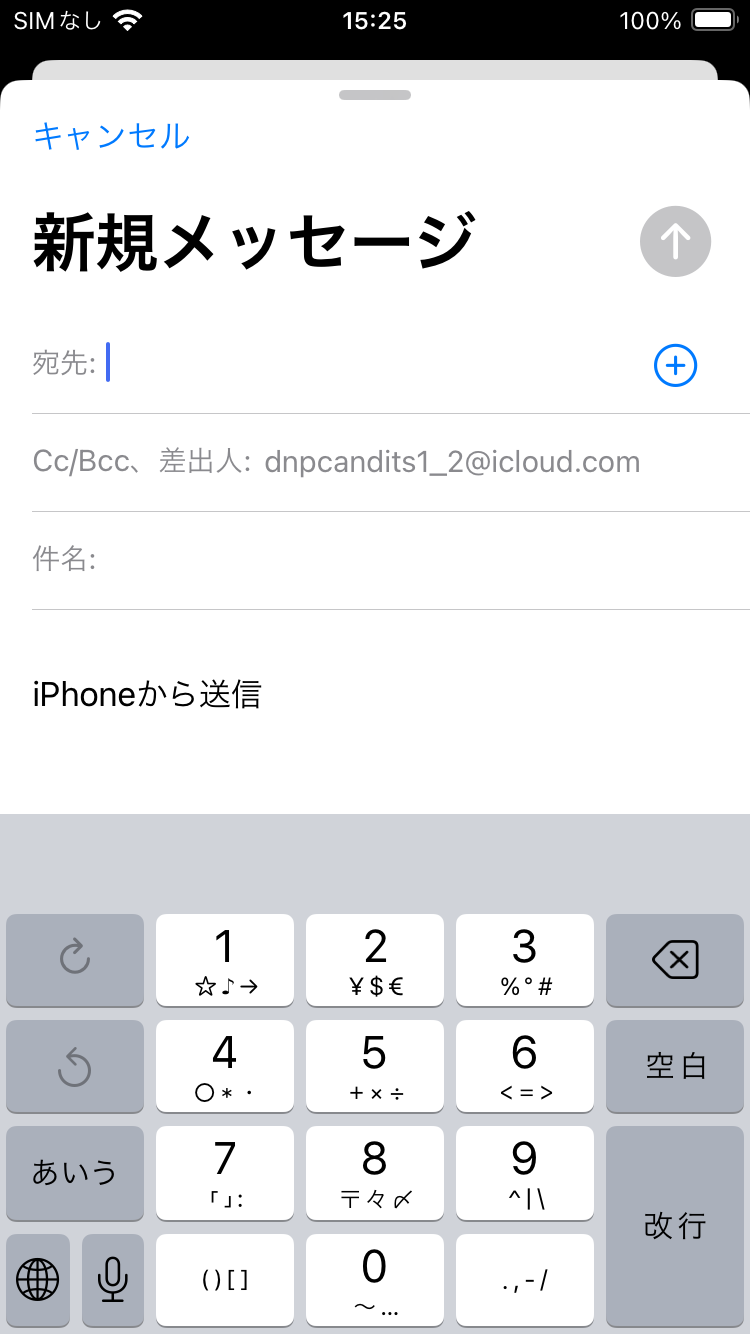 SIMなし 15:25 100%
キャンセル
新規メッセージ
宛先:
Cc/Bcc、差出人: dnpcandits1_2@icloud.com
件名:
iPhoneから送信
1 2 3
☆♪→ ¥$€ %°#
4 5 6 空白
○*・ +×÷ <=>
あいう 7 8 9
「」: 〒々〆 ^|\
改行
()[] 0 .,-/
～…